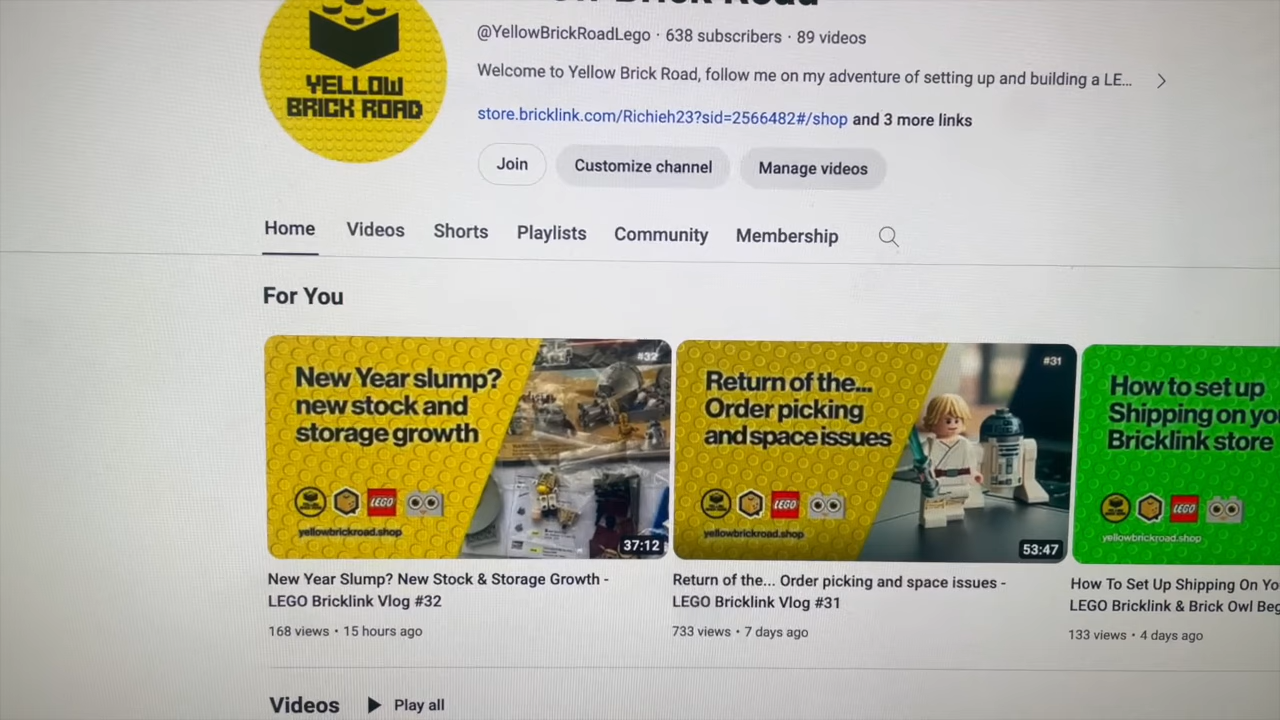 Brick Road
@YellowBrickRoadLego · 638 subscribers · 89 videos
Welcome to Yellow Brick Road, follow me on my adventure of setting up and building a LE...
store.bricklink.com/Richieh23?sid=2566482#/shop and 3 more links
YELLOW
BRICK ROAD
Join
Customize channel
Manage videos
Home
Videos
Shorts
Playlists
Community
Membership
For You
New Year slump?
new stock and
storage growth
#32
LEGO
yellowbrickroad.shop
37:12
Return of the...
Order picking
and space issues
#31
LEGO
yellowbrickroad.shop
53:47
How to set up
Shipping on yo
Bricklink store
LEGO
yellowbrickroad.shop
New Year Slump? New Stock & Storage Growth -
LEGO Bricklink Vlog #32
168 views · 15 hours ago
Return of the... Order picking and space issues -
LEGO Bricklink Vlog #31
733 views · 7 days ago
How To Set Up Shipping On Yo
LEGO Bricklink & Brick Owl Beg
133 views · 4 days ago
Videos
Play all